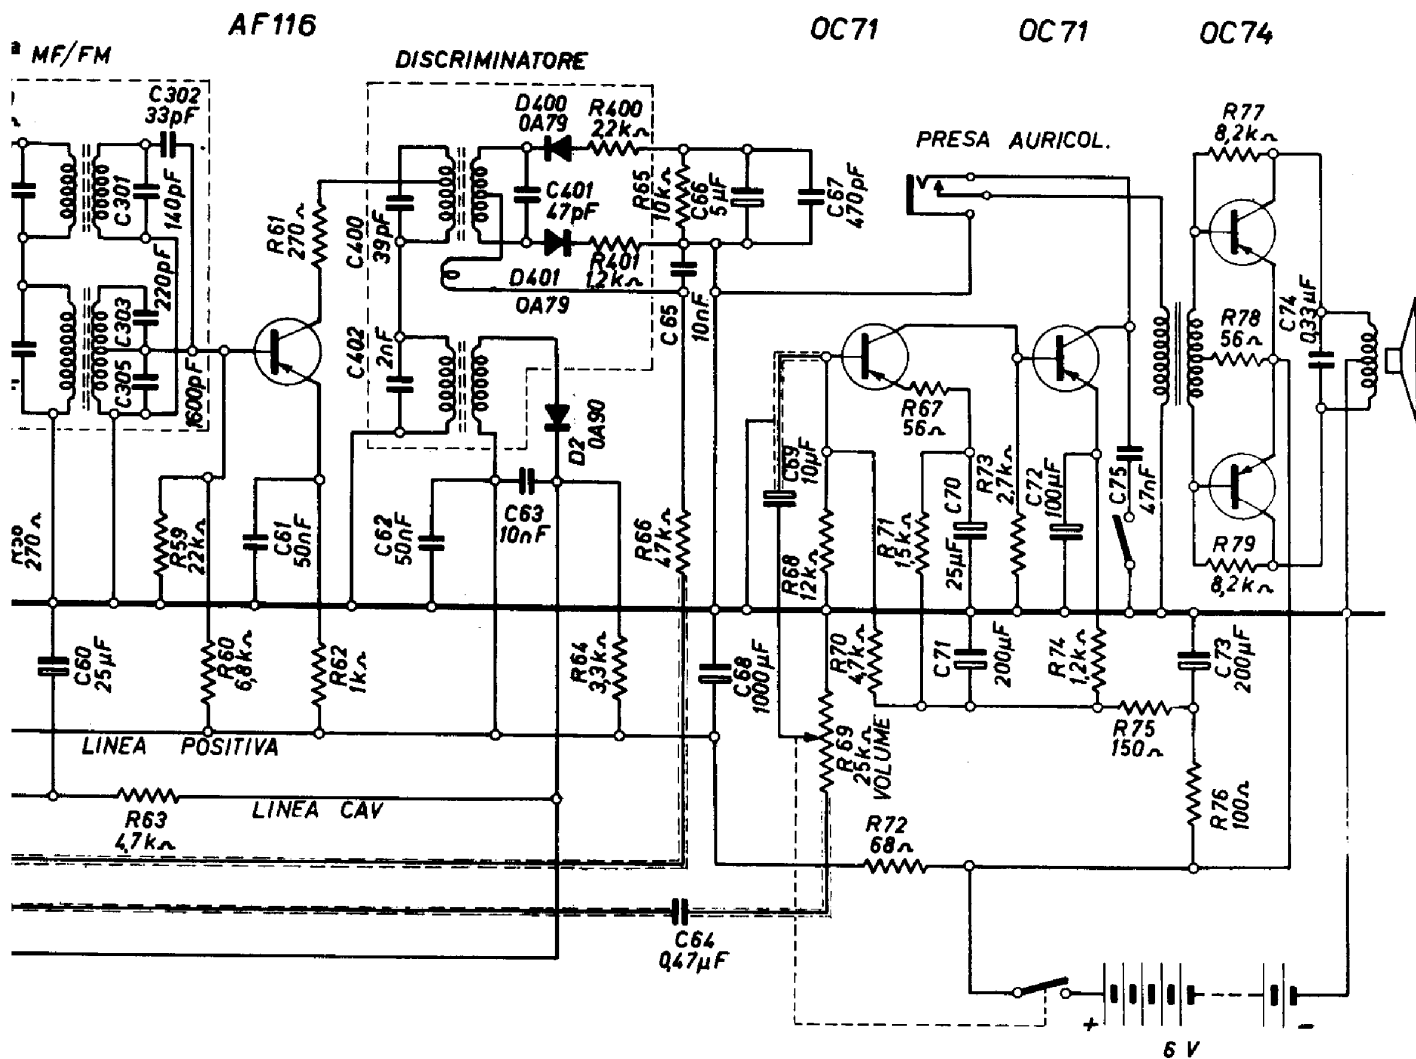 AF116
OC71
OC71
OC74
MF/FM
DISCRIMINATORE
C302
33pF
C301
140pF
220pF
C303
C305
1600pF
R61
270Ω
C400
39pF
C402
2nF
D400
0A79
R400
22kΩ
C401
47pF
D401
0A79
R401
1,2kΩ
R65
10kΩ
C66
5µF
C67
470pF
C65
10nF
PRESA AURICOL.
R77
8,2kΩ
R78
56Ω
C74
0,33µF
R79
8,2kΩ
R67
56Ω
D2
0A90
C63
10nF
C62
50nF
C61
50nF
R59
22kΩ
270Ω
R66
47kΩ
C69
10µF
R68
12kΩ
R71
15kΩ
C70
25µF
R73
2,7kΩ
C72
100µF
C75
47nF
C60
25µF
R60
6,8kΩ
R62
1kΩ
R64
3,3kΩ
C68
1000µF
R70
4,7kΩ
C71
200µF
R74
1,2kΩ
C73
200µF
R69
25kΩ
VOLUME
R75
150Ω
R76
100Ω
LINEA POSITIVA
LINEA CAV
R63
4,7kΩ
R72
68Ω
C64
0,47µF
+ -
6 V